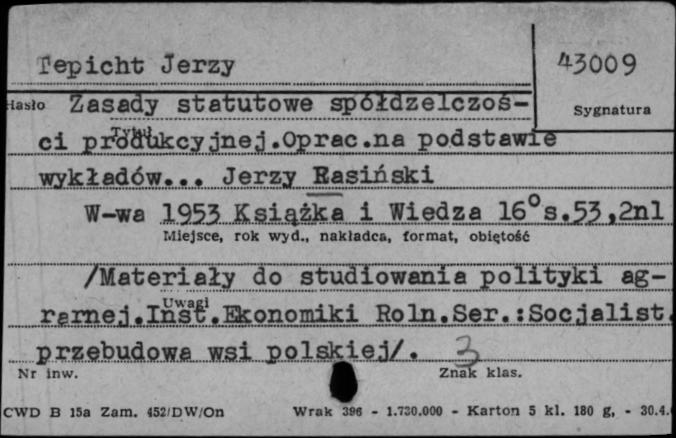 Tepicht Jerzy
43009
Hasło Zasady statutowe spółdzelczoś-
Sygnatura
Tytuł
ci produkcyjnej.Oprac.na podstawie
wykładów... Jerzy Rasiński
W-wa 1953 Książka i Wiedza 16°s.53,2nl
Miejsce, rok wyd., nakładca, format, objętość
/Materiały do studiowania polityki ag-
Uwagi
rarnej.Inst.Ekonomiki Roln.Ser.:Socjalist.
przebudowa wsi polskiej/. 3
Nr inw. Znak klas.
CWD B 15a Zam. 452/DW/On Wrak 396 - 1.730.000 - Karton 5 kl. 180 g, - 30.4.